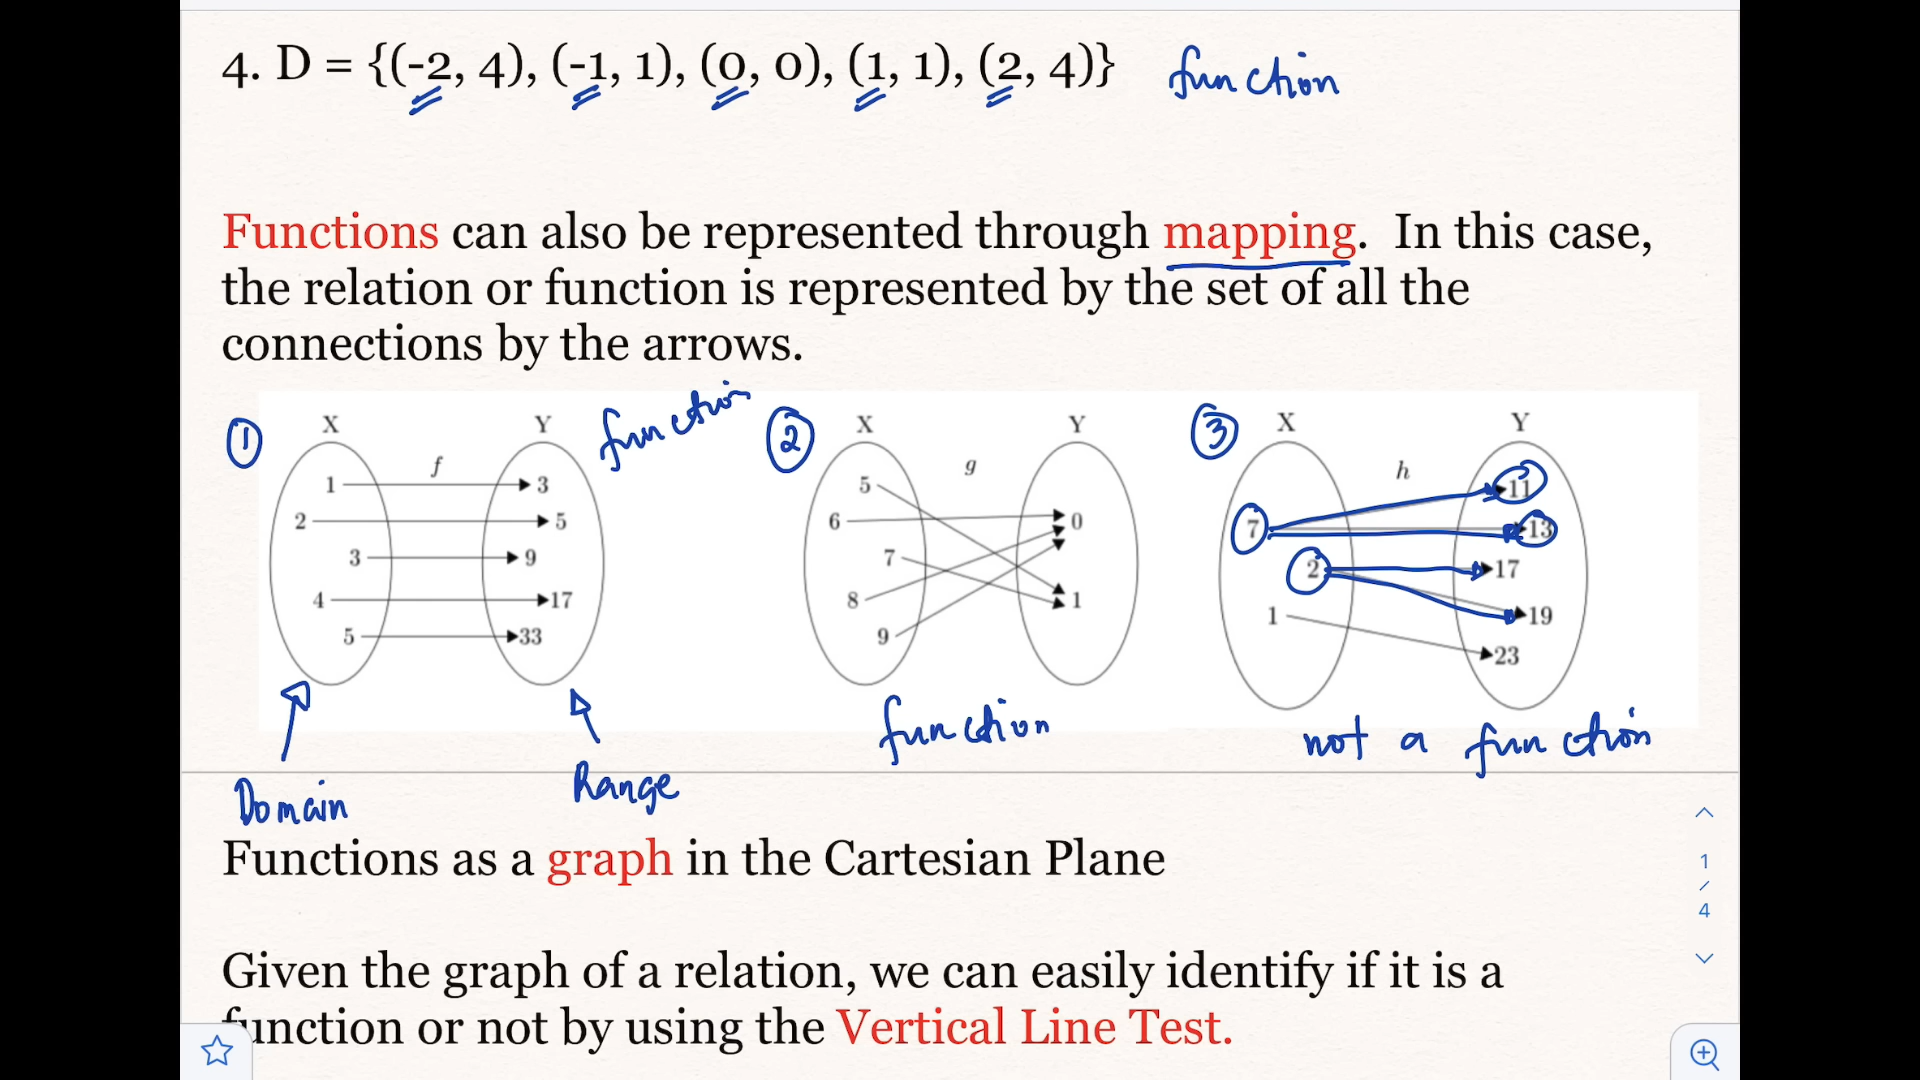 4. D = {(-2, 4), (-1, 1), (0, 0), (1, 1), (2, 4)} function
Functions can also be represented through mapping. In this case,
the relation or function is represented by the set of all the
connections by the arrows.
1 X f Y function
1 3
2 5
3 9
4 17
5 33
Domain Range
2 X g Y
5
6 0
7
8 1
9
function
3 X h Y
11
7 13
2 17
19
1
23
not a function
Functions as a graph in the Cartesian Plane
Given the graph of a relation, we can easily identify if it is a
function or not by using the Vertical Line Test.
1
/
4